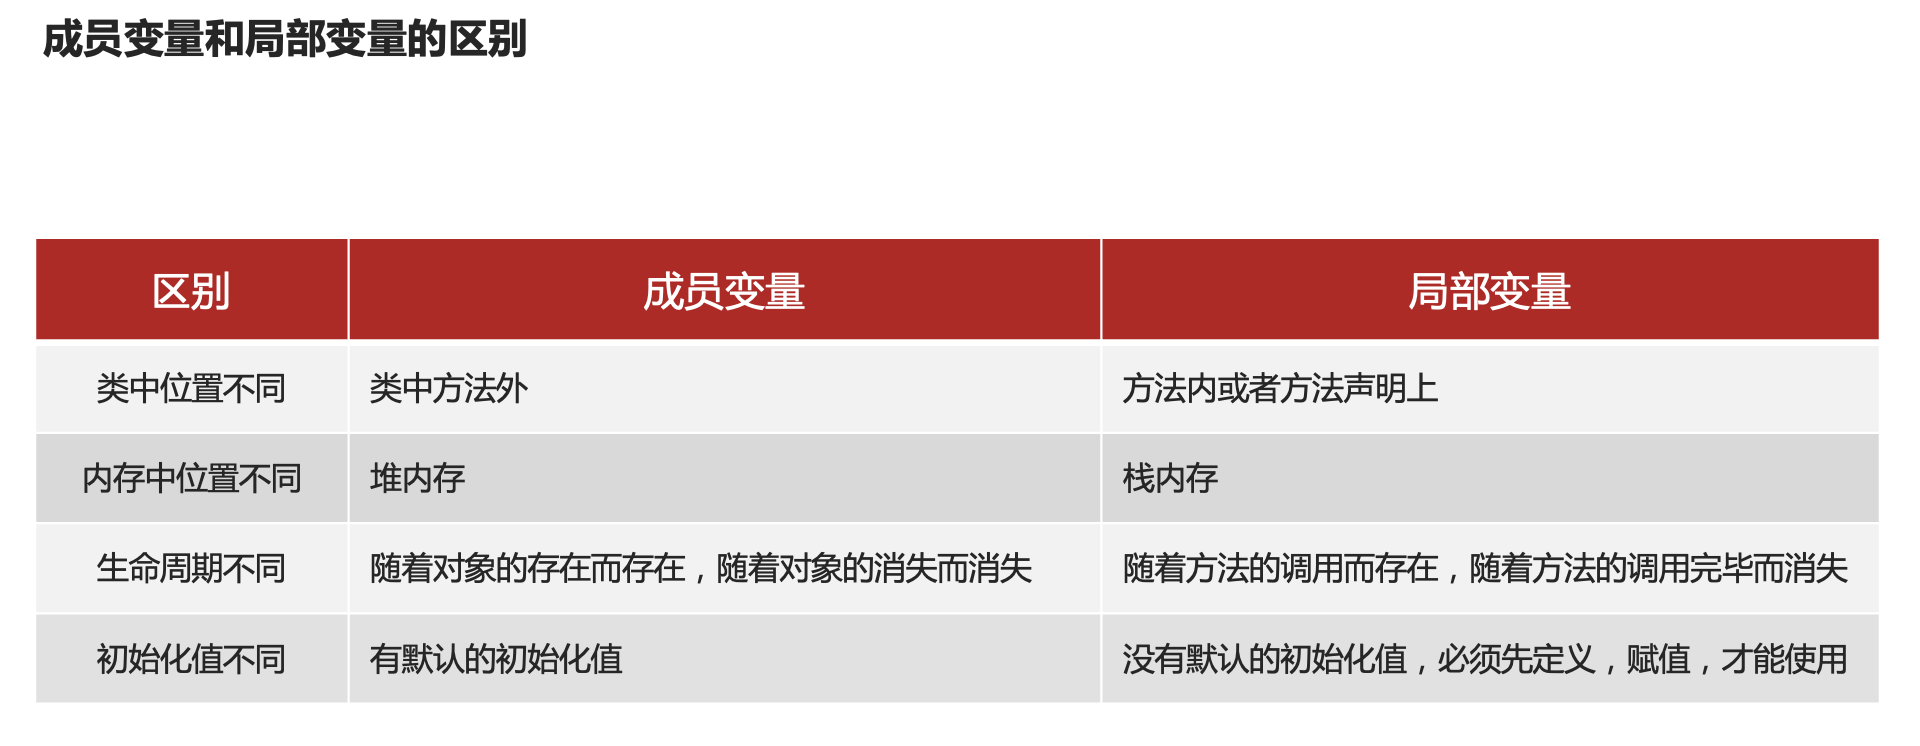 成员变量和局部变量的区别
区别 成员变量 局部变量
类中位置不同 类中方法外 方法内或者方法声明上
内存中位置不同 堆内存 栈内存
生命周期不同 随着对象的存在而存在，随着对象的消失而消失 随着方法的调用而存在，随着方法的调用完毕而消失
初始化值不同 有默认的初始化值 没有默认的初始化值，必须先定义，赋值，才能使用